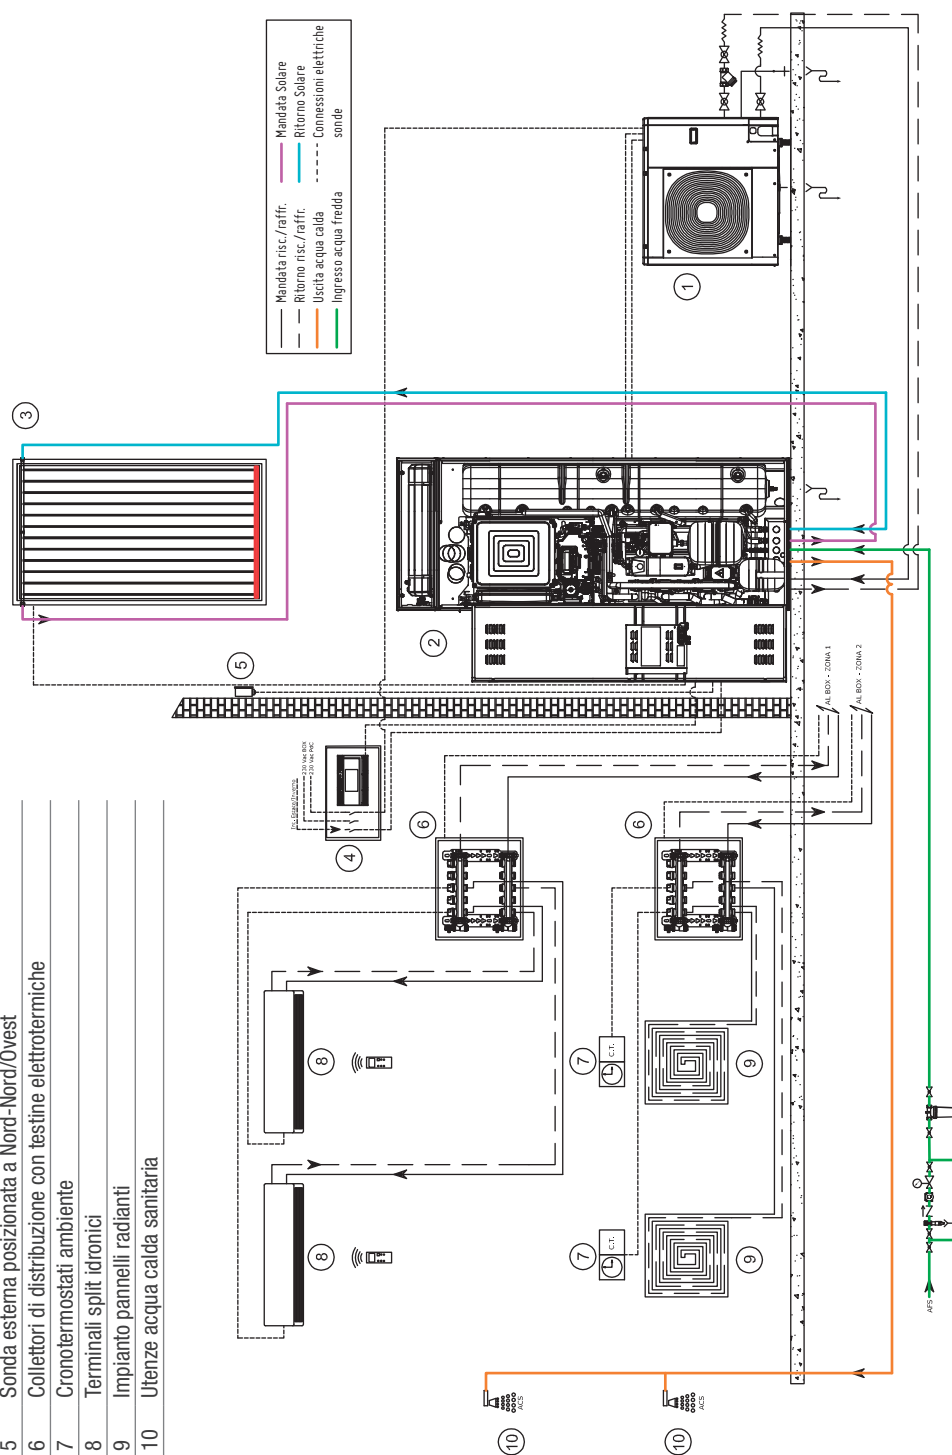 5 Sonda esterna posizionata a Nord-Nord/Ovest
6 Collettori di distribuzione con testine elettrotermiche
7 Cronotermostati ambiente
8 Terminali split idronici
9 Impianto pannelli radianti
10 Utenze acqua calda sanitaria
Mandata risc./raffr.
Ritorno risc./raffr.
Uscita acqua calda
Ingresso acqua fredda
Mandata Solare
Ritorno Solare
Connessioni elettriche
sonde
3
1
2
5
4
Inv. Estate/Inverno
230 Vac BOX
230 Vac PdC
6
6
AL BOX - ZONA 1
AL BOX - ZONA 2
8
8
7
C.T.
7
C.T.
9
9
10
ACS
10
ACS
AFS